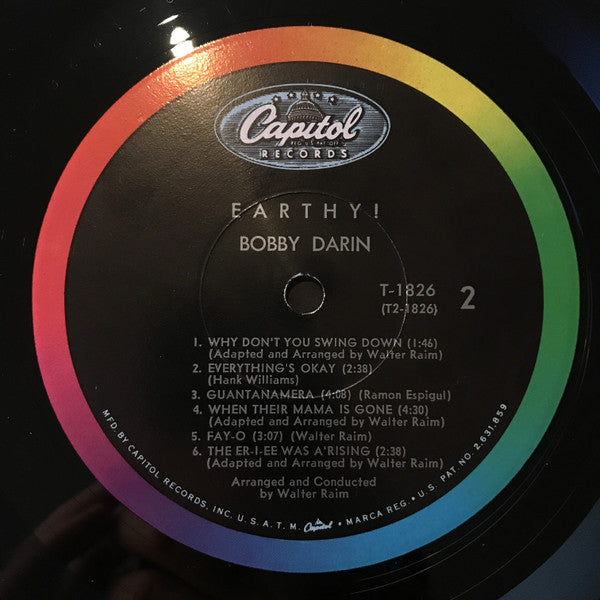 Capitol
REG. U.S. PAT. OFF.
RECORDS
EARTHY!
BOBBY DARIN
T-1826
(T2-1826)
2
1. WHY DON'T YOU SWING DOWN (1:46)
(Adapted and Arranged by Walter Raim)
2. EVERYTHING'S OKAY (2:38)
(Hank Williams)
3. GUANTANAMERA (4:08) (Ramon Espigul)
4. WHEN THEIR MAMA IS GONE (4:30)
(Adapted and Arranged by Walter Raim)
5. FAY-O (3:07) (Walter Raim)
6. THE ER-I-EE WAS A'RISING (2:38)
(Adapted and Arranged by Walter Raim)
Arranged and Conducted
by Walter Raim
MFD. BY CAPITOL RECORDS, INC. U.S.A. T.M. Capitol • MARCA REG. • U.S. PAT. NO. 2,631,859